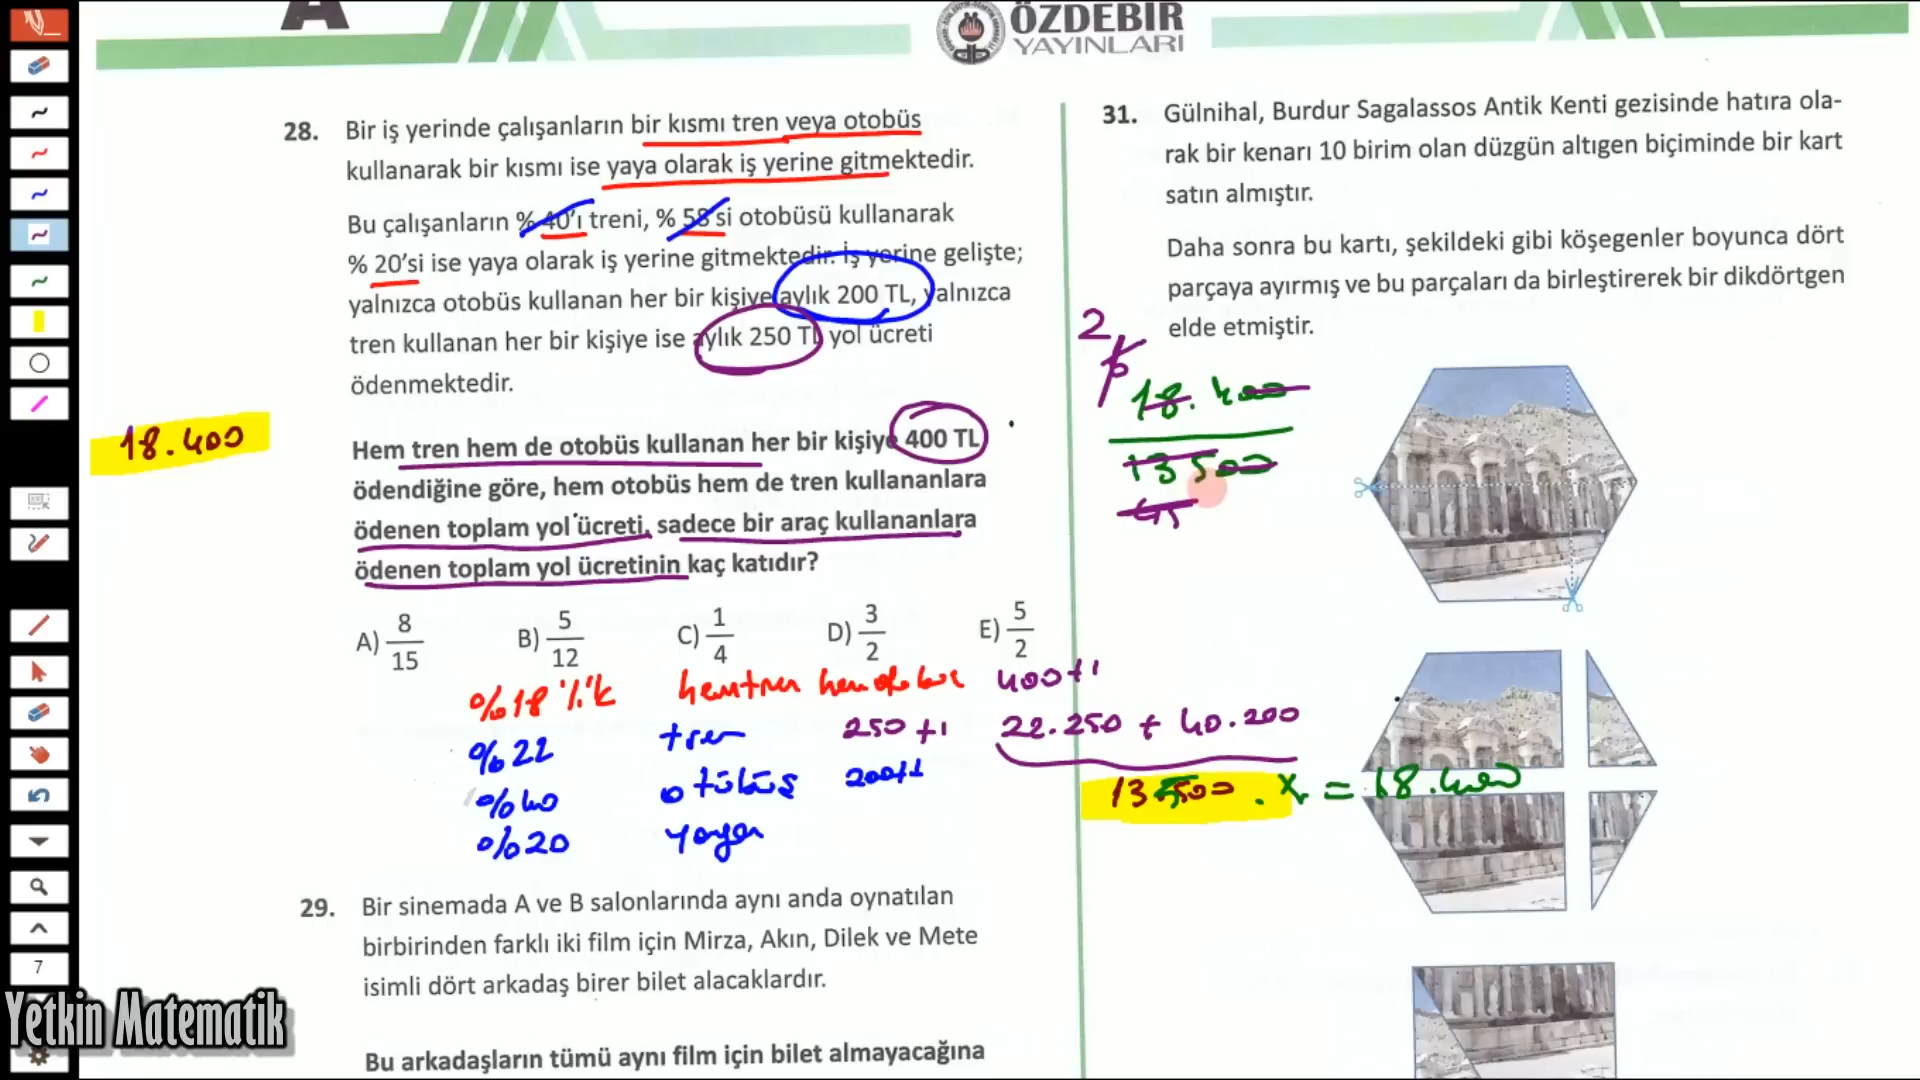 A
ÖZDEBİR
YAYINLARI
28. Bir iş yerinde çalışanların bir kısmı tren veya otobüs
kullanarak bir kısmı ise yaya olarak iş yerine gitmektedir.
Bu çalışanların % 40'ı treni, % 58'si otobüsü kullanarak
% 20'si ise yaya olarak iş yerine gitmektedir. İş yerine gelişte;
yalnızca otobüs kullanan her bir kişiye aylık 200 TL, yalnızca
tren kullanan her bir kişiye ise aylık 250 TL yol ücreti
ödenmektedir.
18.400
Hem tren hem de otobüs kullanan her bir kişiye 400 TL
ödendiğine göre, hem otobüs hem de tren kullananlara
ödenen toplam yol ücreti, sadece bir araç kullananlara
ödenen toplam yol ücretinin kaç katıdır?
A) 8/15 B) 5/12 C) 1/4 D) 3/2 E) 5/2
%18
400 tl
%22 tren 250 tl 22.250 + 40.200
%40 otobüs 200 tl
13500 . x = 18.400
%20 yaya
29. Bir sinemada A ve B salonlarında aynı anda oynatılan
birbirinden farklı iki film için Mirza, Akın, Dilek ve Mete
isimli dört arkadaş birer bilet alacaklardır.
Bu arkadaşların tümü aynı film için bilet almayacağına
31. Gülnihal, Burdur Sagalassos Antik Kenti gezisinde hatıra ola-
rak bir kenarı 10 birim olan düzgün altıgen biçiminde bir kart
satın almıştır.
Daha sonra bu kartı, şekildeki gibi köşegenler boyunca dört
parçaya ayırmış ve bu parçaları da birleştirerek bir dikdörtgen
elde etmiştir.
2
18.400
13500
7
Yetkin Matematik